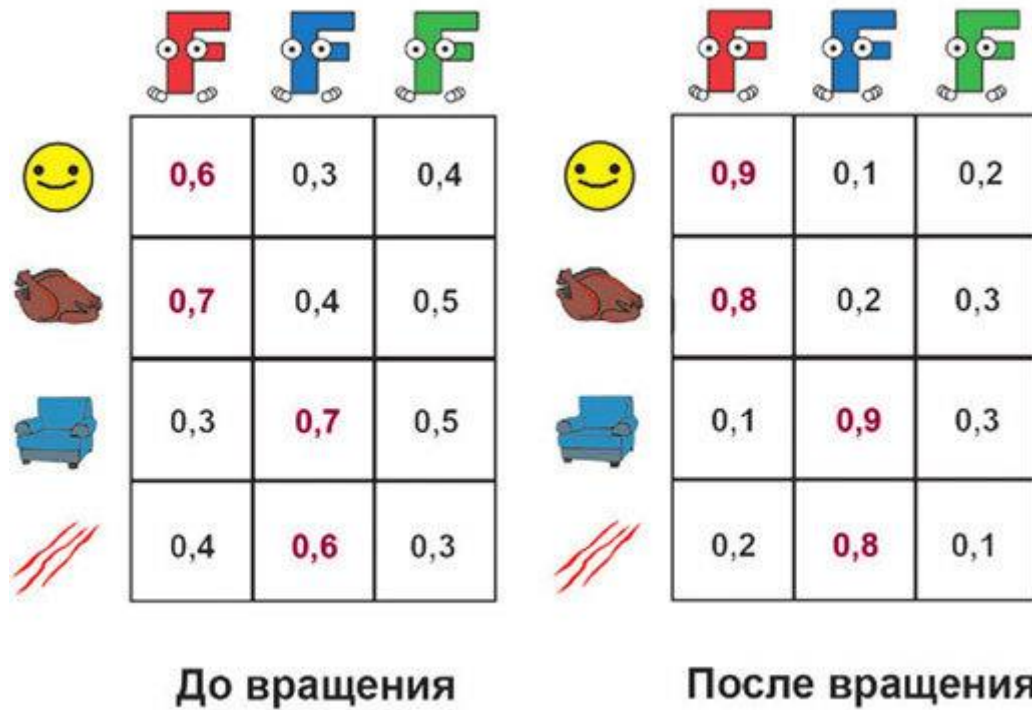 F F F F F F
0,6 0,3 0,4 0,9 0,1 0,2
0,7 0,4 0,5 0,8 0,2 0,3
0,3 0,7 0,5 0,1 0,9 0,3
0,4 0,6 0,3 0,2 0,8 0,1
До вращения После вращения